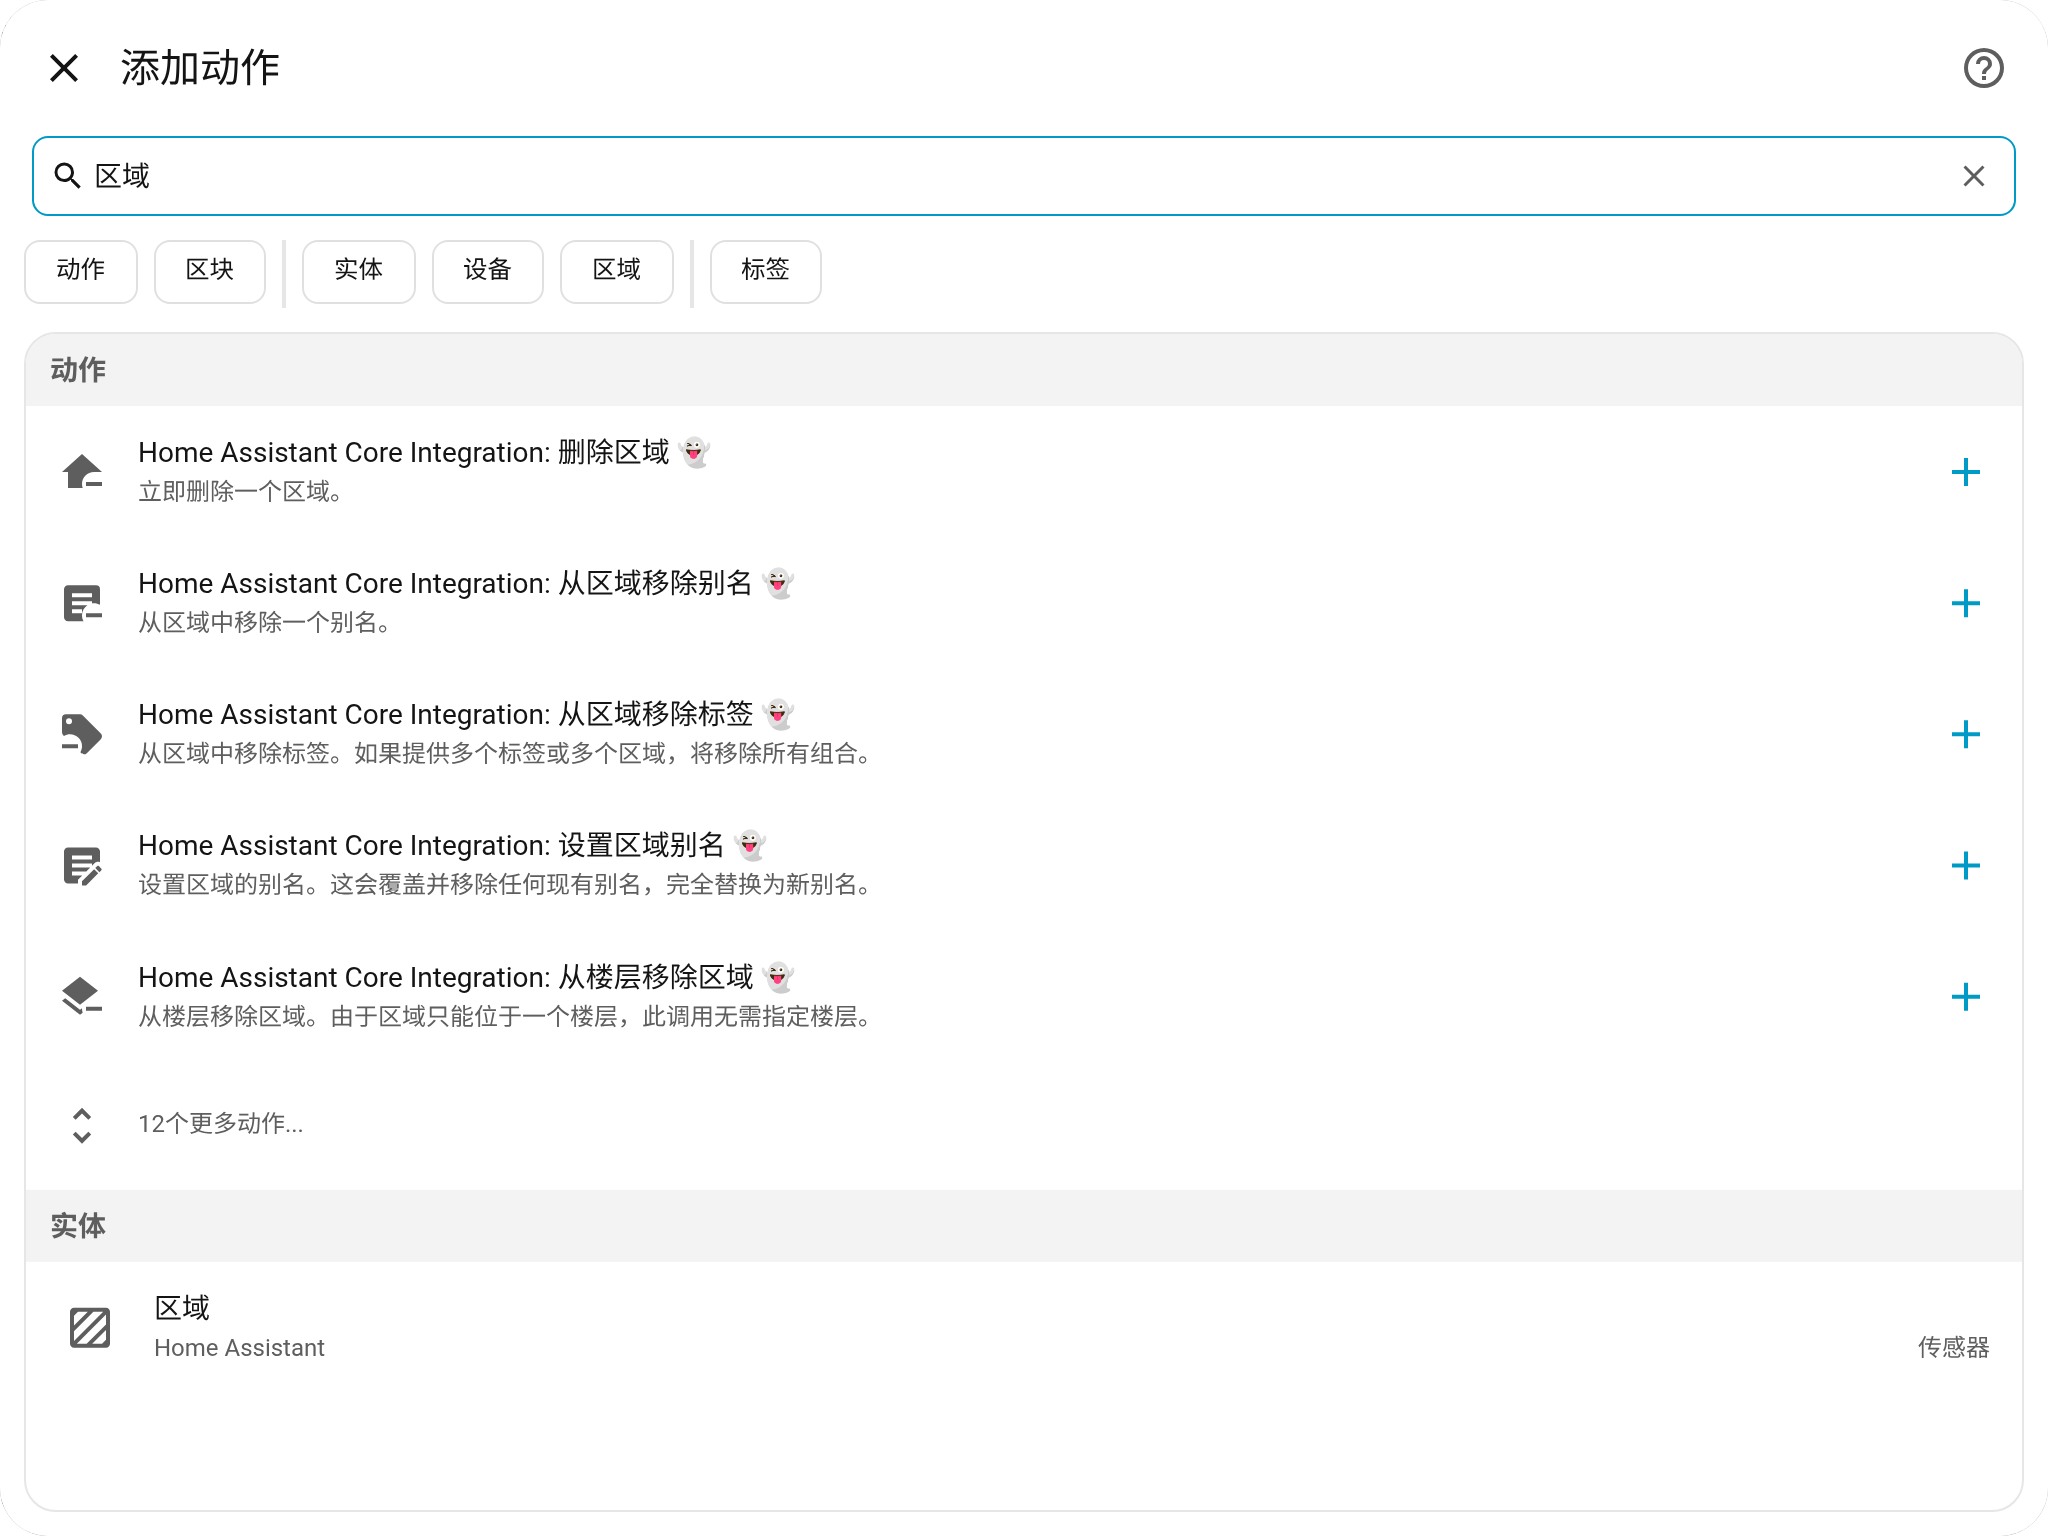 添加动作
区域
动作 区块 实体 设备 区域 标签
动作
Home Assistant Core Integration: 删除区域 👻
立即删除一个区域。
Home Assistant Core Integration: 从区域移除别名 👻
从区域中移除一个别名。
Home Assistant Core Integration: 从区域移除标签 👻
从区域中移除标签。如果提供多个标签或多个区域，将移除所有组合。
Home Assistant Core Integration: 设置区域别名 👻
设置区域的别名。这会覆盖并移除任何现有别名，完全替换为新别名。
Home Assistant Core Integration: 从楼层移除区域 👻
从楼层移除区域。由于区域只能位于一个楼层，此调用无需指定楼层。
12个更多动作...
实体
区域
Home Assistant 传感器